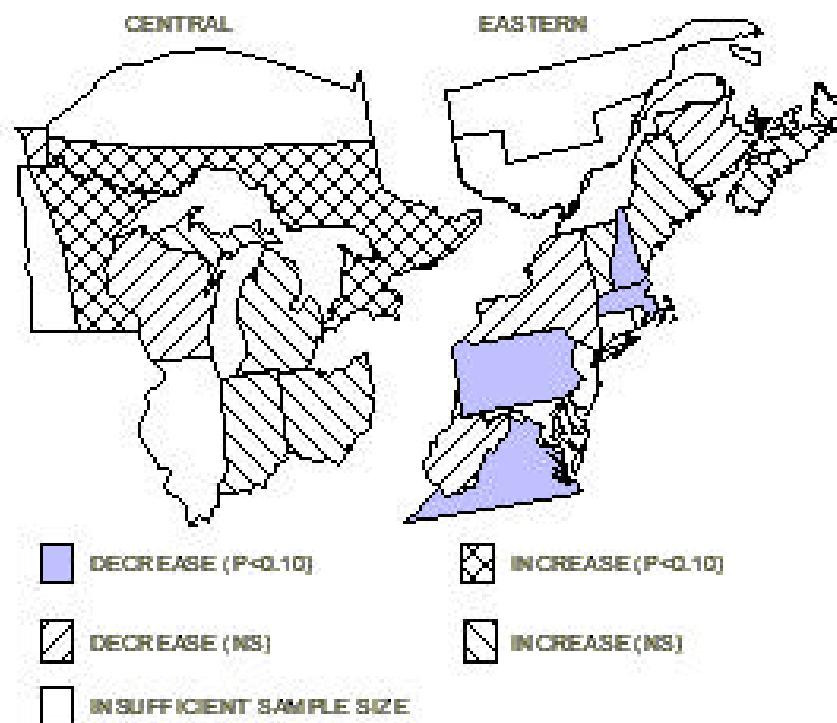 CENTRAL
EASTERN
DECREASE (P<0.10)
INCREASE (P<0.10)
DECREASE (NS)
INCREASE (NS)
INSUFFICIENT SAMPLE SIZE